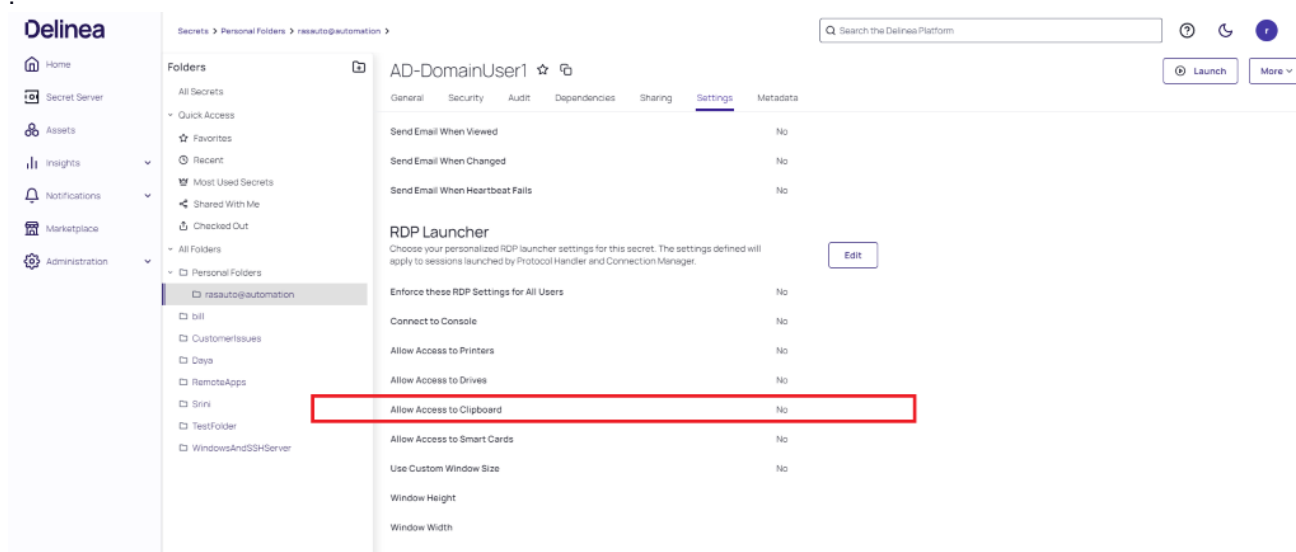 .
Delinea
Secrets > Personal Folders > rasauto@automation >
Search the Delinea Platform
r
Home
Secret Server
Assets
Insights
Notifications
Marketplace
Administration
Folders
All Secrets
Quick Access
Favorites
Recent
Most Used Secrets
Shared With Me
Checked Out
All Folders
Personal Folders
rasauto@automation
bill
CustomerIssues
Daya
RemoteApps
Srini
TestFolder
WindowsAndSSHServer
AD-DomainUser1
Launch
More
General Security Audit Dependencies Sharing Settings Metadata
Send Email When Viewed No
Send Email When Changed No
Send Email When Heartbeat Fails No
RDP Launcher
Choose your personalized RDP launcher settings for this secret. The settings defined will
apply to sessions launched by Protocol Handler and Connection Manager.
Edit
Enforce these RDP Settings for All Users No
Connect to Console No
Allow Access to Printers No
Allow Access to Drives No
Allow Access to Clipboard No
Allow Access to Smart Cards No
Use Custom Window Size No
Window Height
Window Width